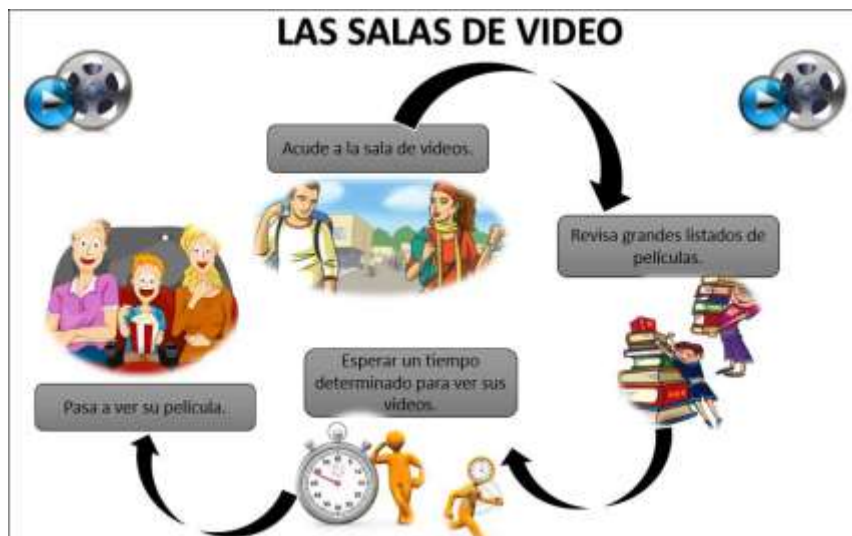 LAS SALAS DE VIDEO
Acude a la sala de videos.
Revisa grandes listados de
películas.
Esperar un tiempo
determinado para ver sus
videos.
Pasa a ver su película.